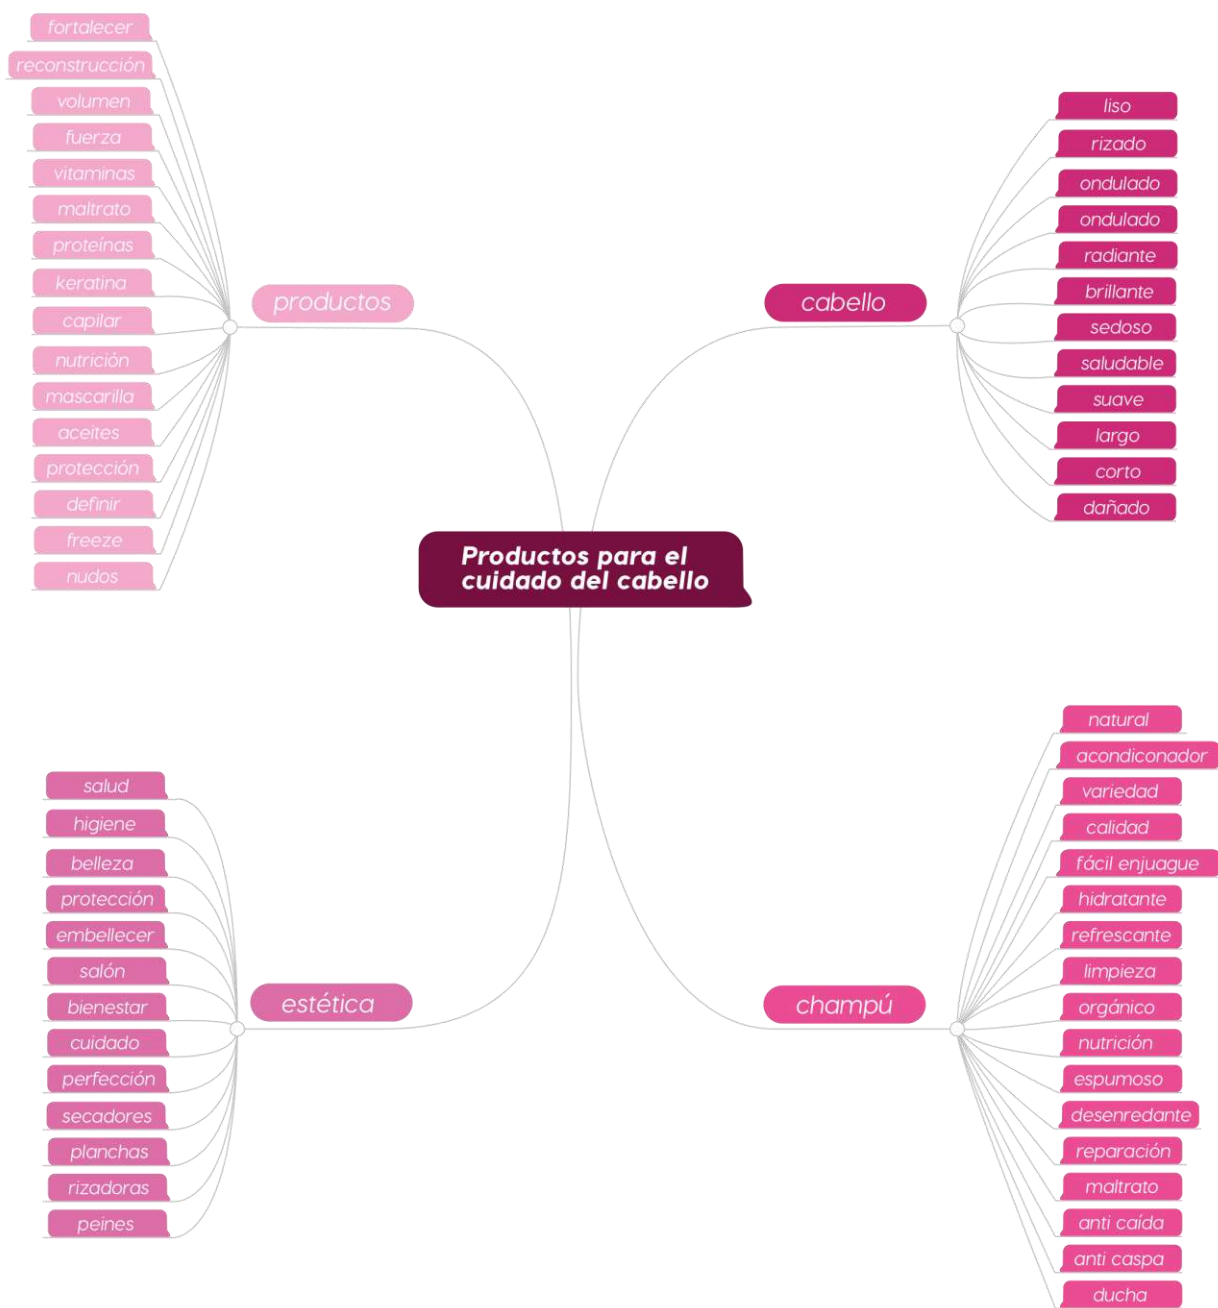 fortalecer
reconstrucción
volumen
fuerza
vitaminas
maltrato
proteínas
keratina
capilar
nutrición
mascarilla
aceites
protección
definir
freeze
nudos
productos
cabello
liso
rizado
ondulado
ondulado
radiante
brillante
sedoso
saludable
suave
largo
corto
dañado
Productos para el
cuidado del cabello
salud
higiene
belleza
protección
embellecer
salón
bienestar
cuidado
perfección
secadores
planchas
rizadoras
peines
estética
champú
natural
acondiconador
variedad
calidad
fácil enjuague
hidratante
refrescante
limpieza
orgánico
nutrición
espumoso
desenredante
reparación
maltrato
anti caída
anti caspa
ducha